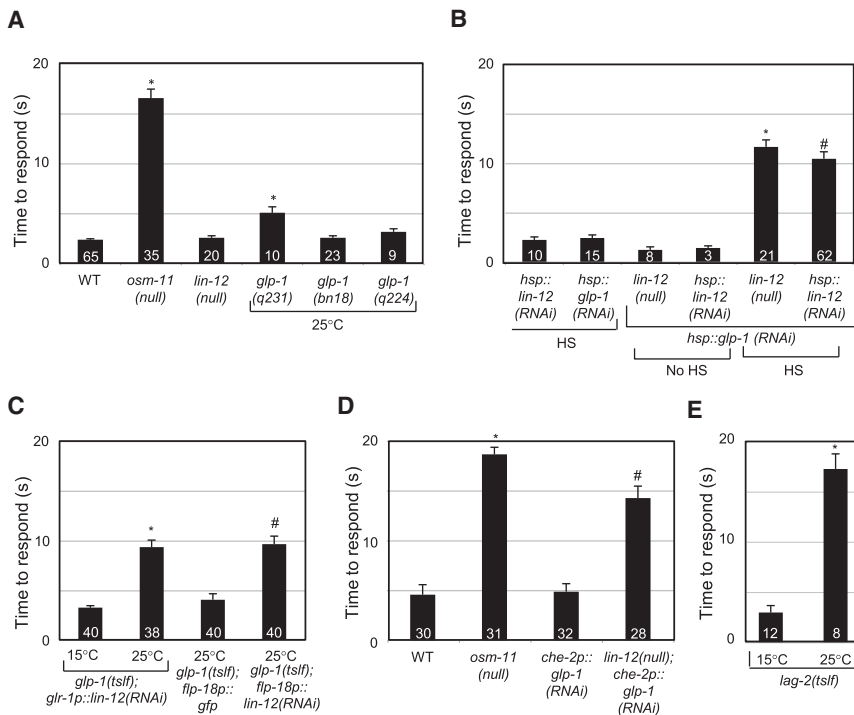 A
20
10
0
Time to respond (s)
*
*
65
35
20
10
23
9
WT
osm-11 (null)
lin-12 (null)
glp-1 (q231)
glp-1 (bn18)
glp-1 (q224)
25°C
B
20
10
0
Time to respond (s)
*
#
10
15
8
3
21
62
hsp:: lin-12 (RNAi)
hsp:: glp-1 (RNAi)
lin-12 (null)
hsp:: lin-12 (RNAi)
lin-12 (null)
hsp:: lin-12 (RNAi)
HS
hsp::glp-1 (RNAi)
No HS
HS
C
20
10
0
Time to respond (s)
*
#
40
38
40
40
15°C
25°C
25°C
25°C
glp-1(tslf);
glr-1p::lin-12(RNAi)
glp-1(tslf);
flp-18p::
gfp
glp-1(tslf);
flp-18p::
lin-12(RNAi)
D
20
10
0
Time to respond (s)
*
#
30
31
32
28
WT
osm-11
(null)
che-2p::
glp-1
(RNAi)
lin-12(null);
che-2p::
glp-1
(RNAi)
E
20
10
0
Time to respond (s)
*
12
8
15°C
25°C
lag-2(tslf)